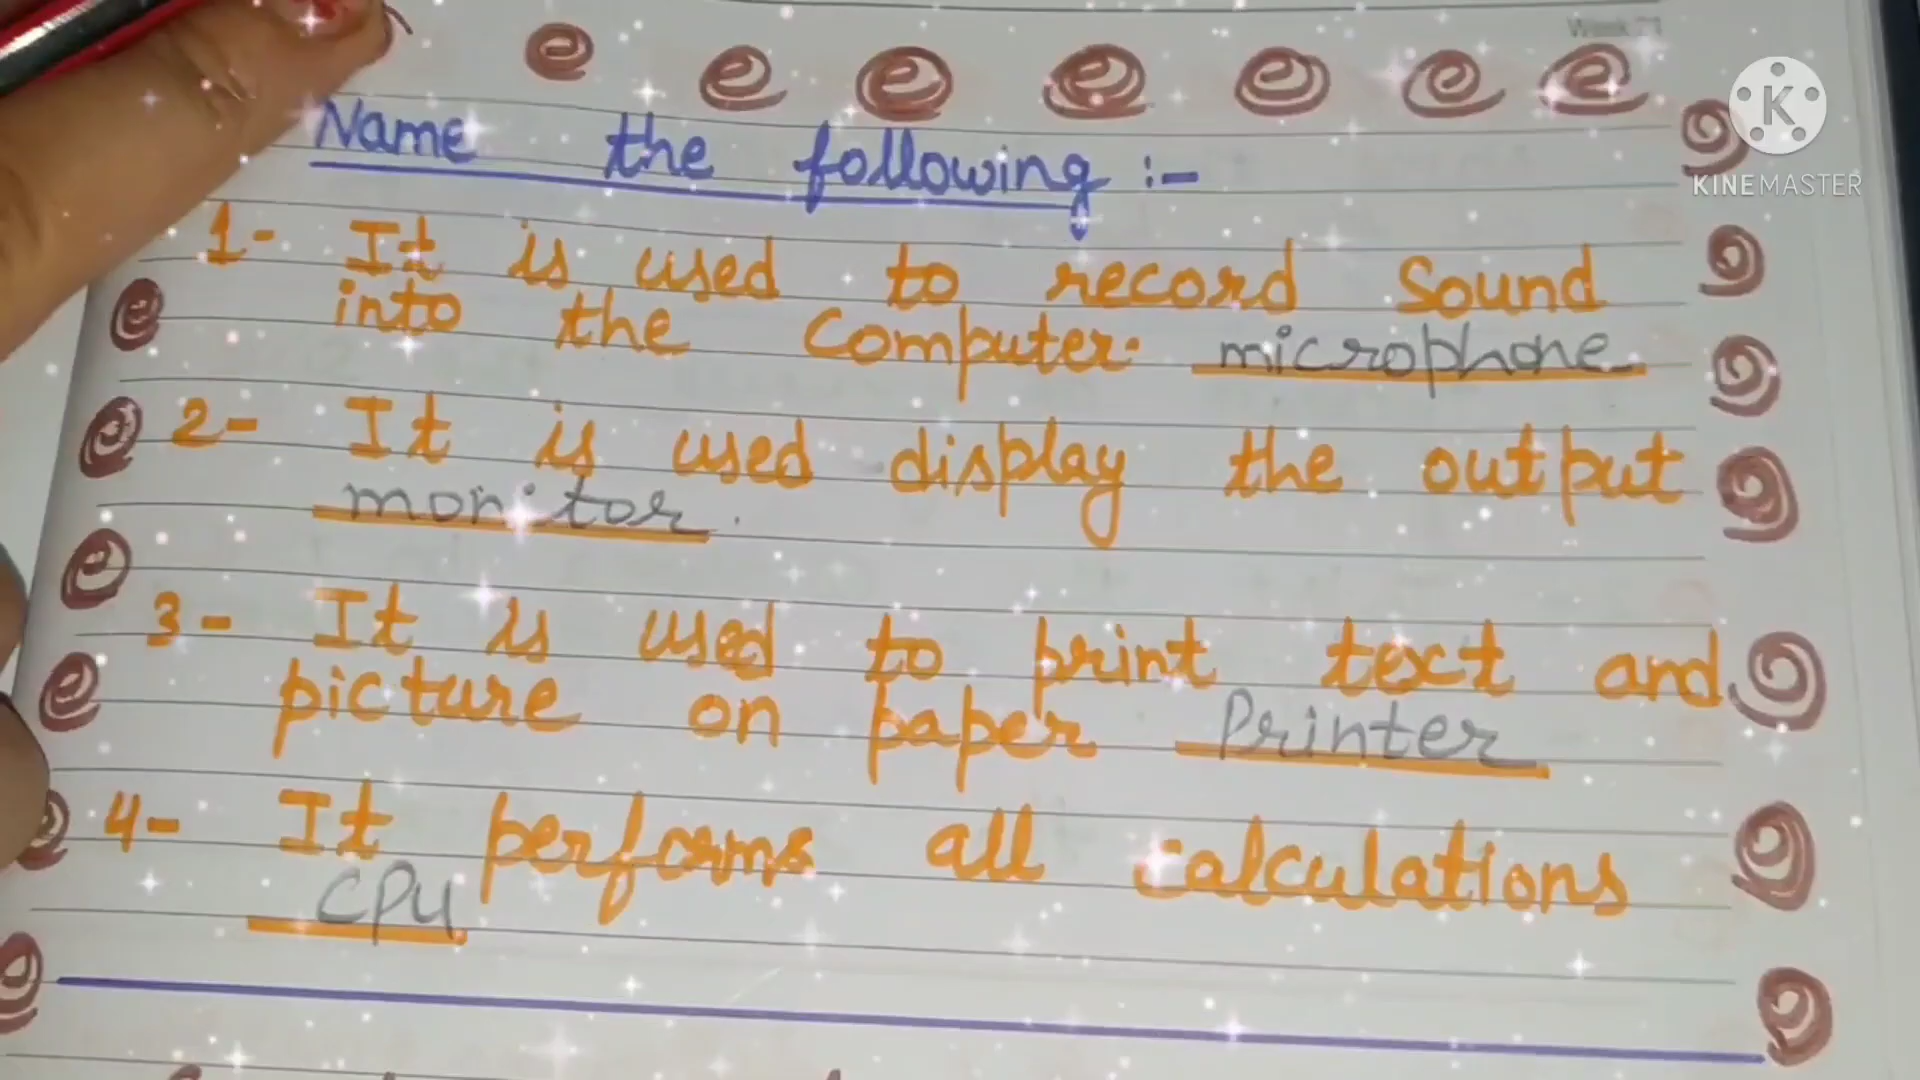 Week 21
Name the following :-
1- It is used to record Sound
into the Computer. microphone
2- It is used display the output
monitor.
3- It is used to print text and
picture on paper Printer
4- It performs all calculations
CPU
K
KINEMASTER